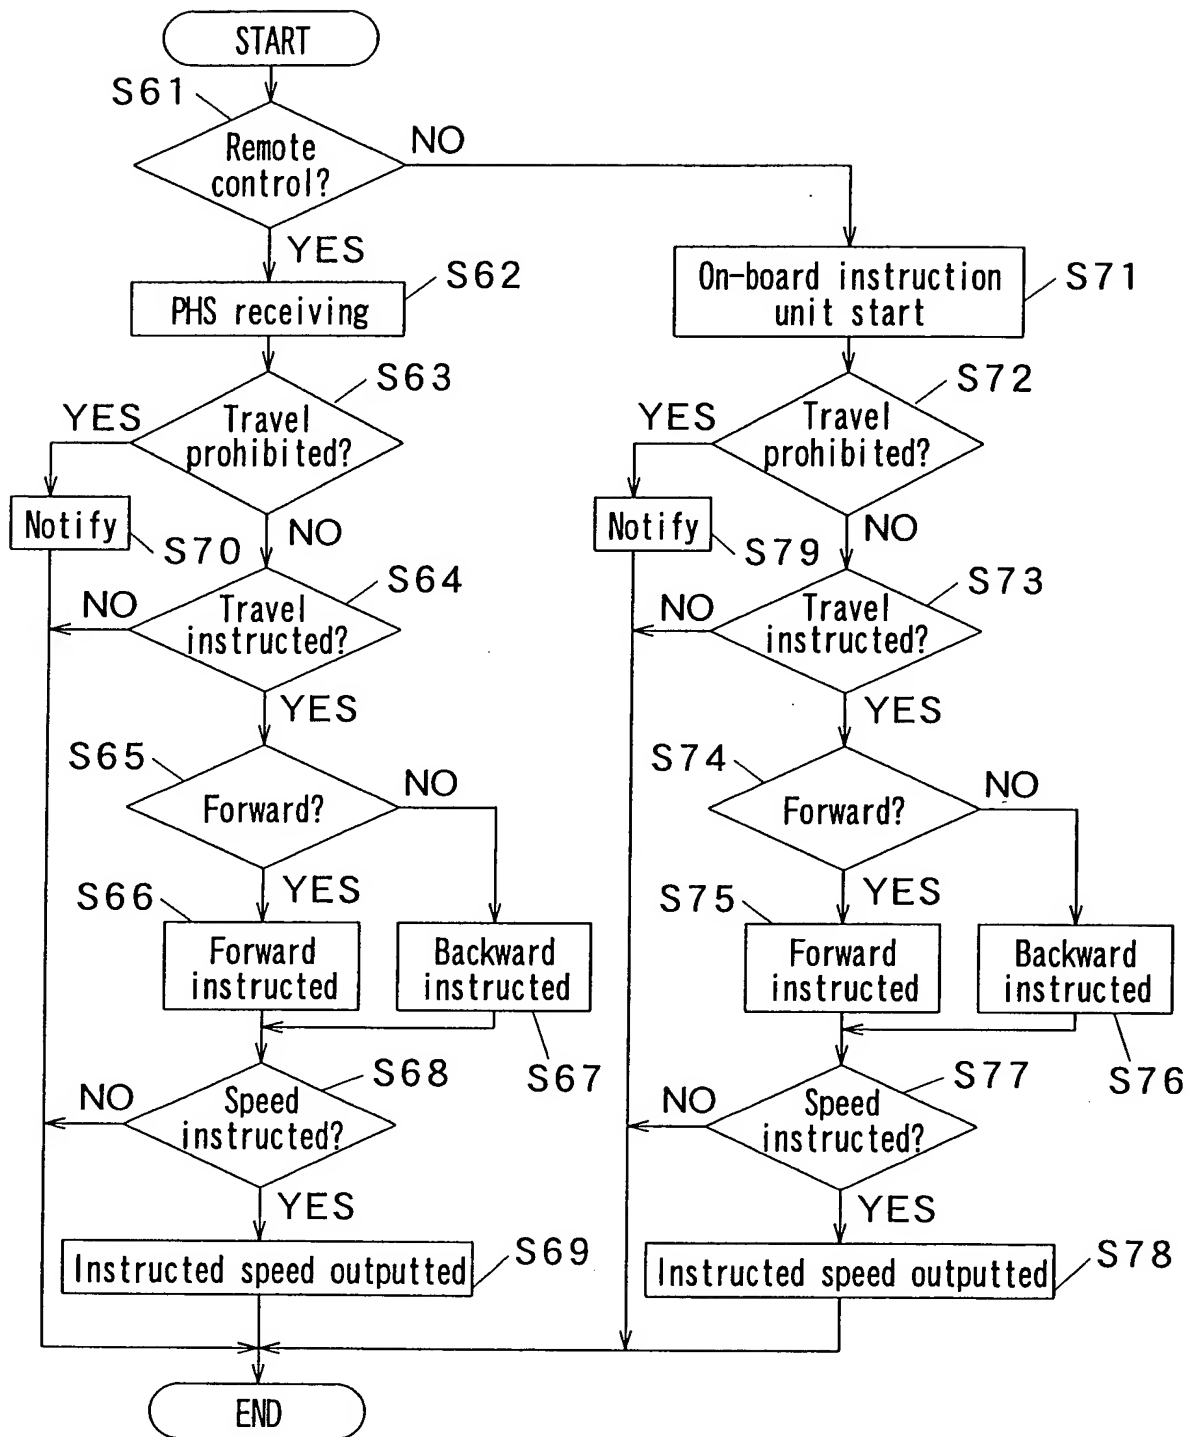 START
S61
Remote
control?
NO
YES
S62
PHS receiving
On-board instruction
unit start
S71
S63
YES
Travel
prohibited?
S72
YES
Travel
prohibited?
Notify
S70
NO
Notify
S79
NO
S64
NO
Travel
instructed?
S73
NO
Travel
instructed?
YES
YES
S65
Forward?
NO
S74
Forward?
NO
S66
YES
S75
YES
Forward
instructed
Backward
instructed
Forward
instructed
Backward
instructed
S67
S76
S68
NO
Speed
instructed?
S77
NO
Speed
instructed?
YES
YES
Instructed speed outputted
S69
Instructed speed outputted
S78
END